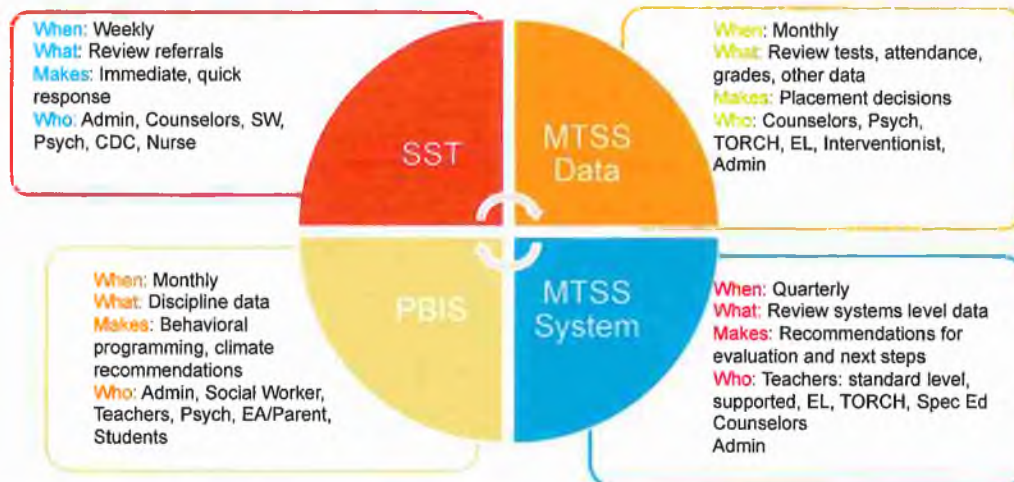 When: Weekly
What: Review referrals
Makes: Immediate, quick
response
Who: Admin, Counselors, SW,
Psych, CDC, Nurse
SST
MTSS
Data
When: Monthly
What: Review tests, attendance,
grades, other data
Makes: Placement decisions
Who: Counselors, Psych,
TORCH, EL, Interventionist,
Admin
When: Monthly
What: Discipline data
Makes: Behavioral
programming, climate
recommendations
Who: Admin, Social Worker,
Teachers, Psych, EA/Parent,
Students
PBIS
MTSS
System
When: Quarterly
What: Review systems level data
Makes: Recommendations for
evaluation and next steps
Who: Teachers: standard level,
supported, EL, TORCH, Spec Ed
Counselors
Admin